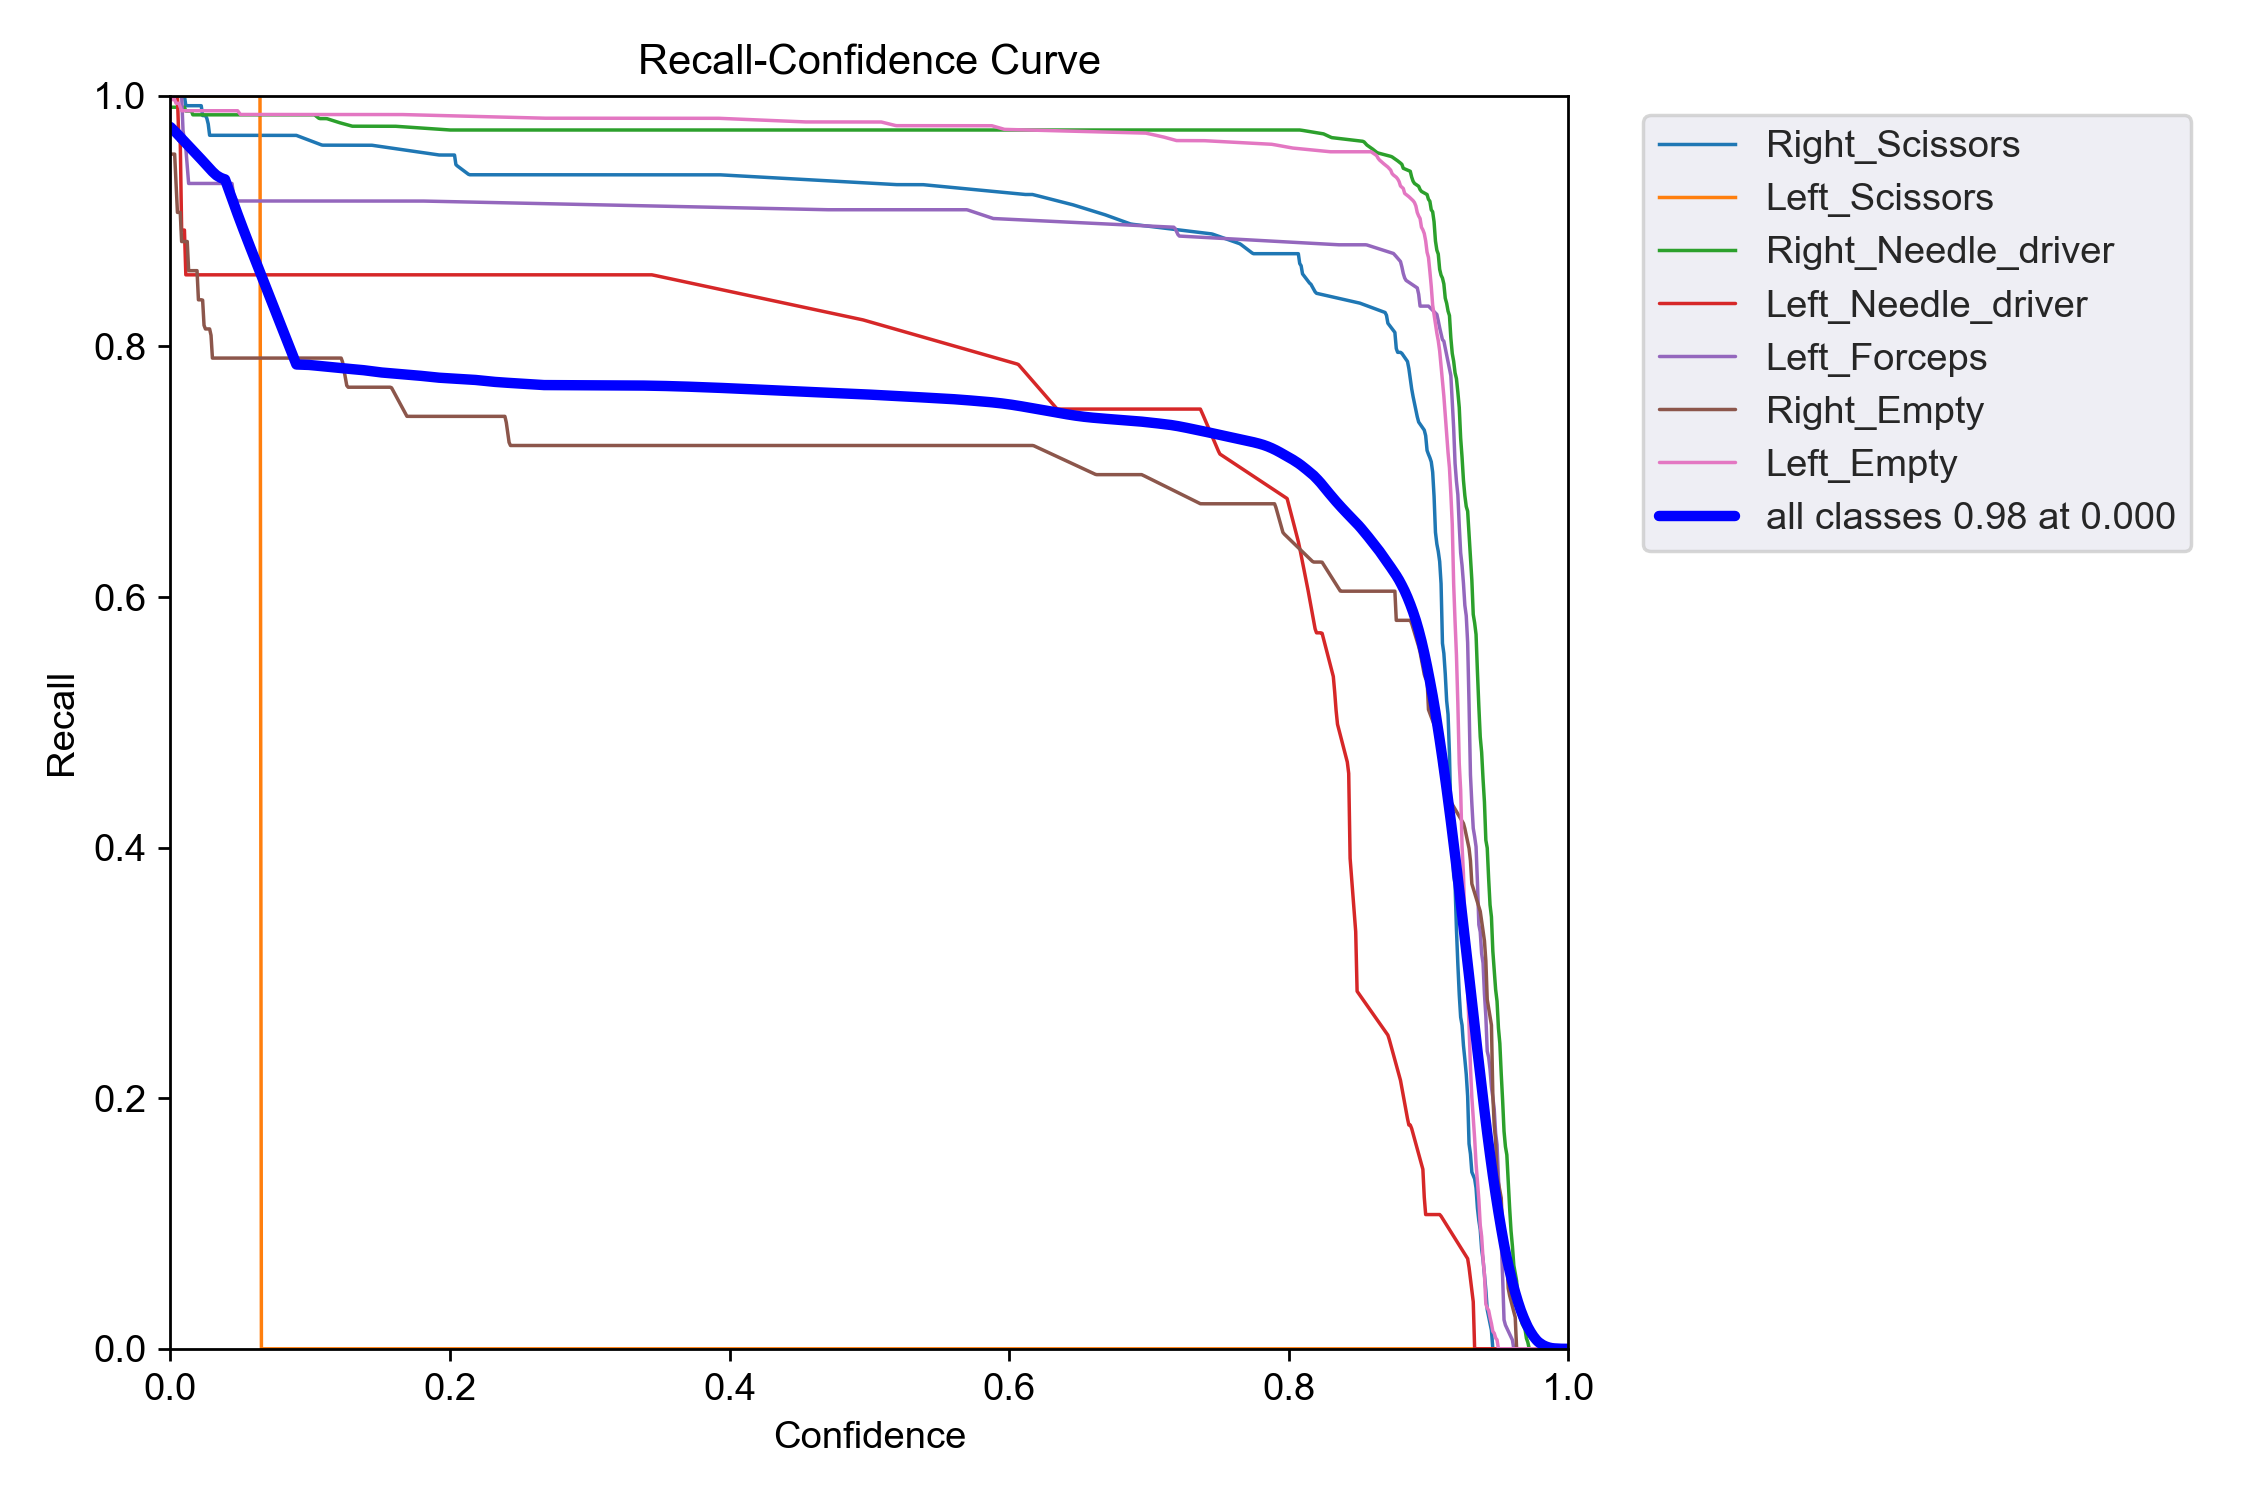 Recall-Confidence Curve
1.0
0.8
0.6
0.4
0.2
0.0
Recall
0.0 0.2 0.4 0.6 0.8 1.0
Confidence
Right_Scissors
Left_Scissors
Right_Needle_driver
Left_Needle_driver
Left_Forceps
Right_Empty
Left_Empty
all classes 0.98 at 0.000